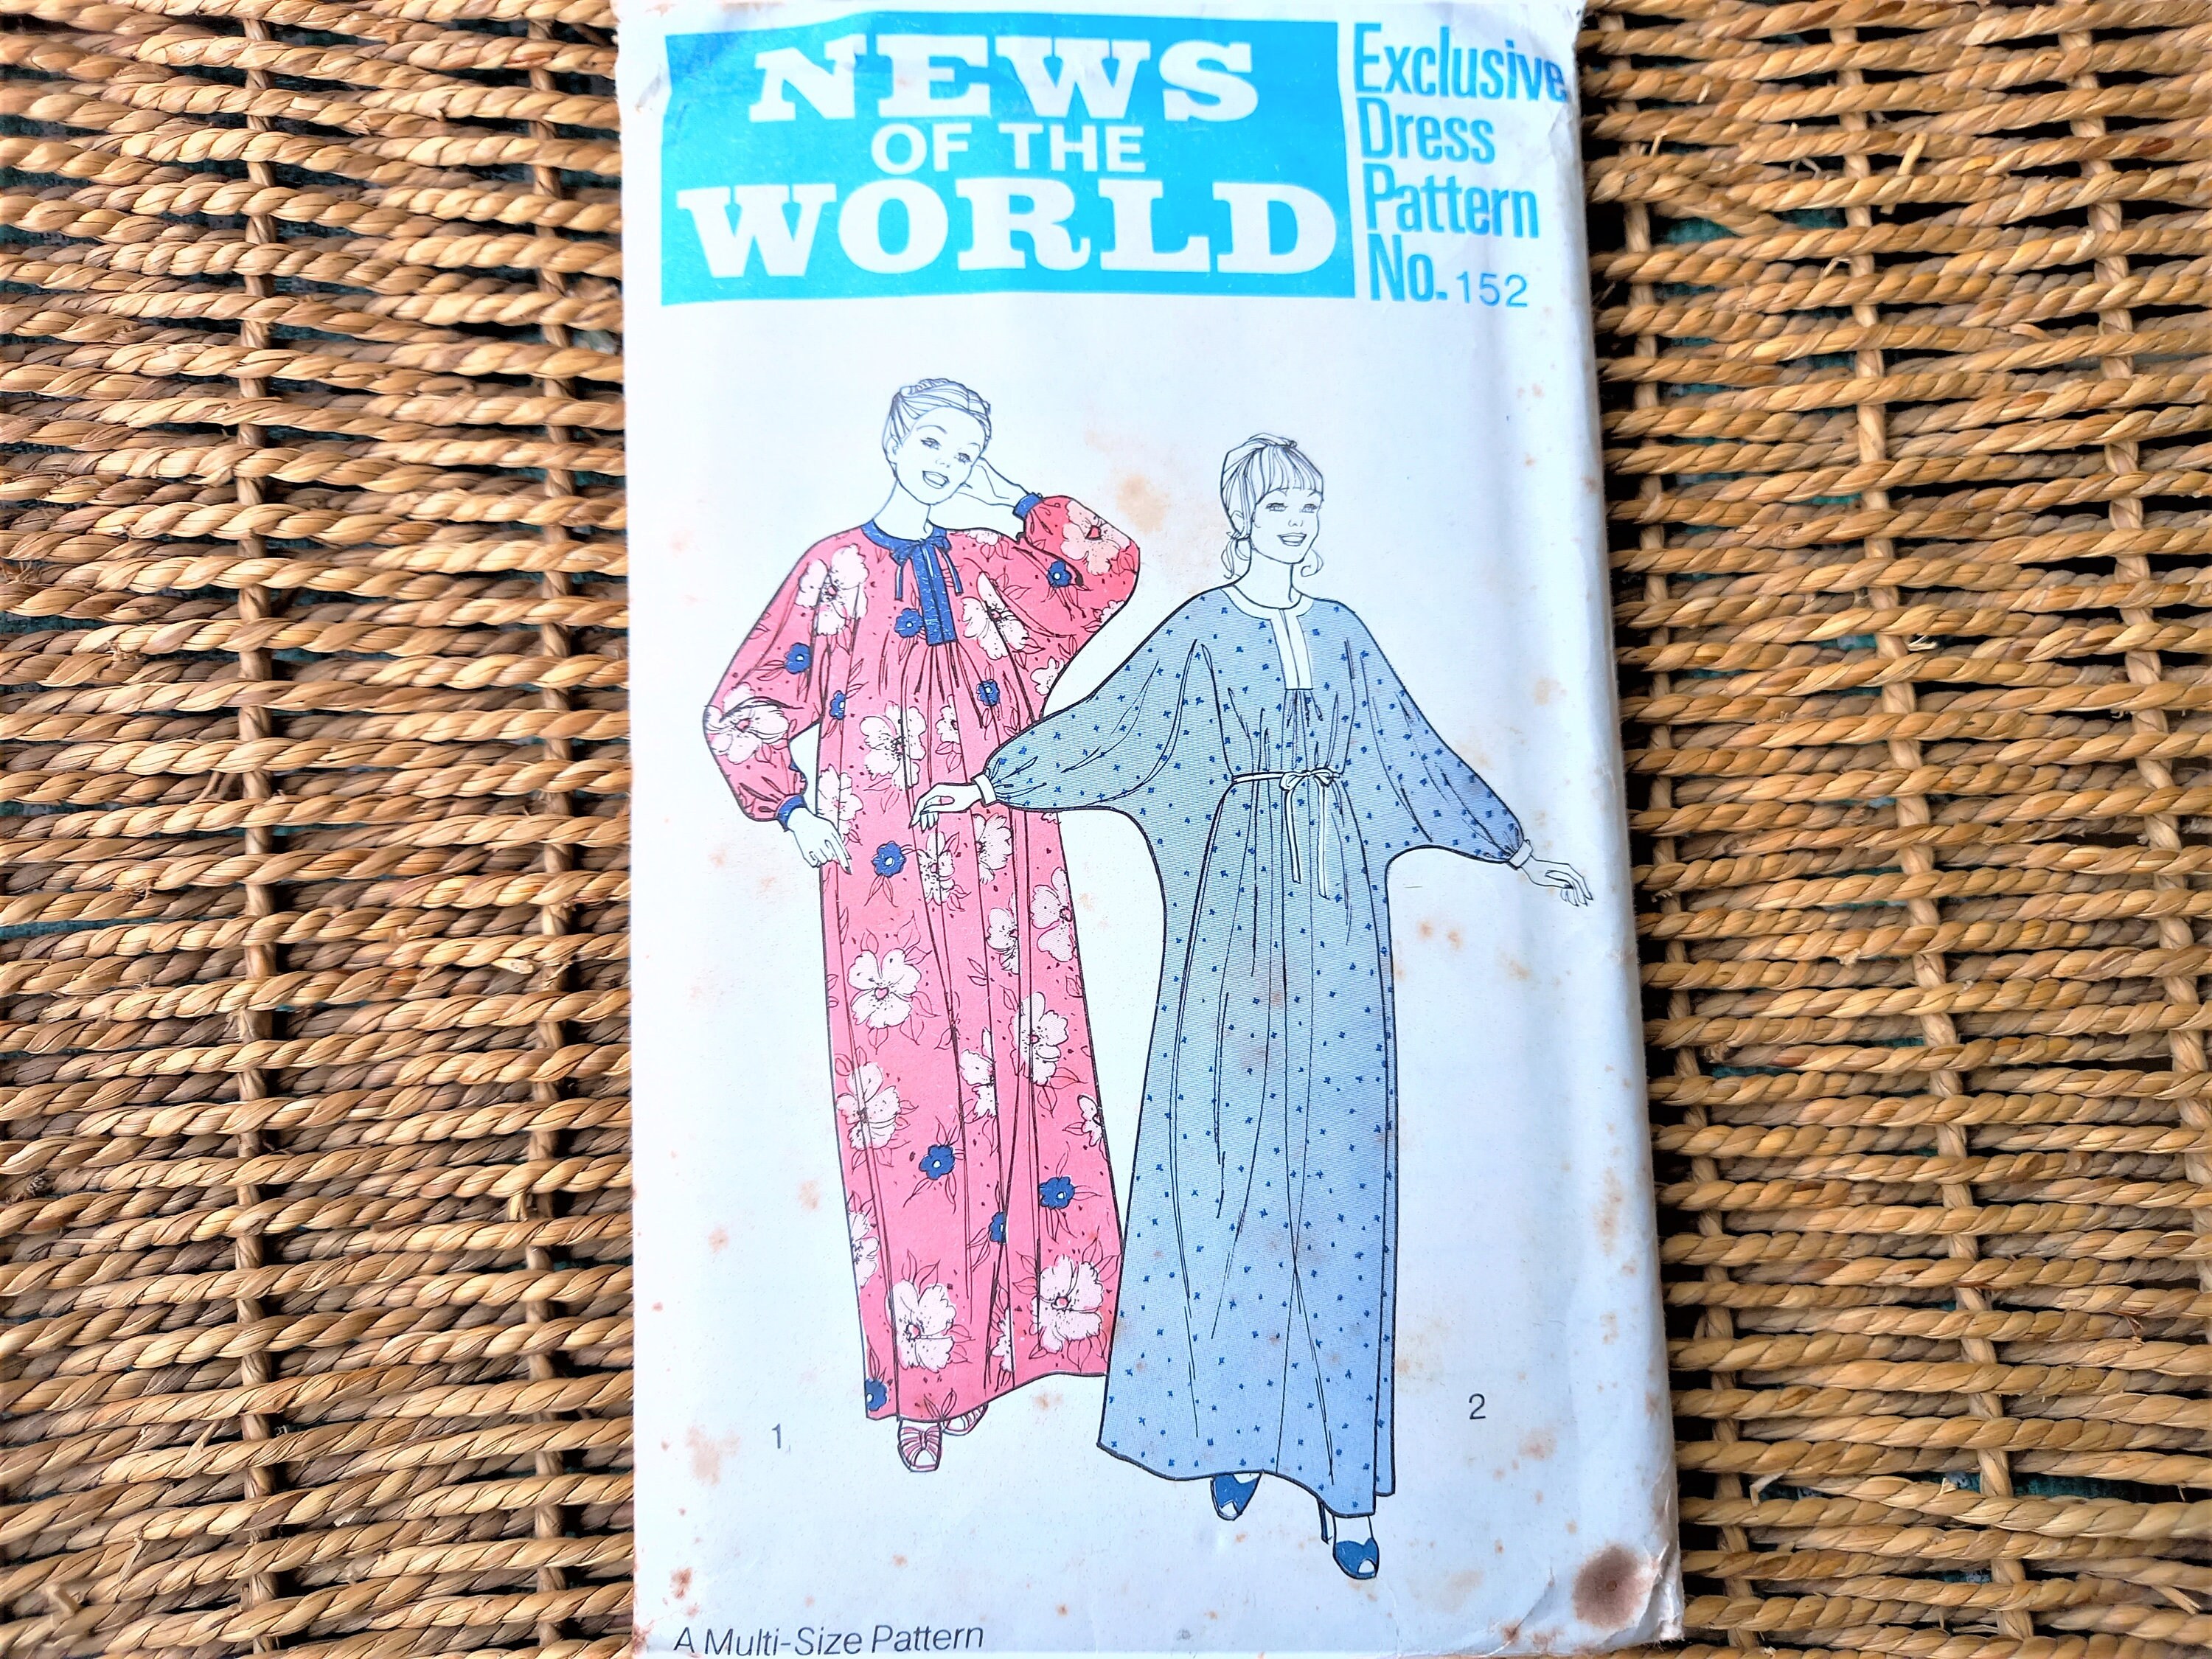 NEWS
OF THE
WORLD
Exclusive
Dress
Pattern
No. 152
1
2
A Multi-Size Pattern